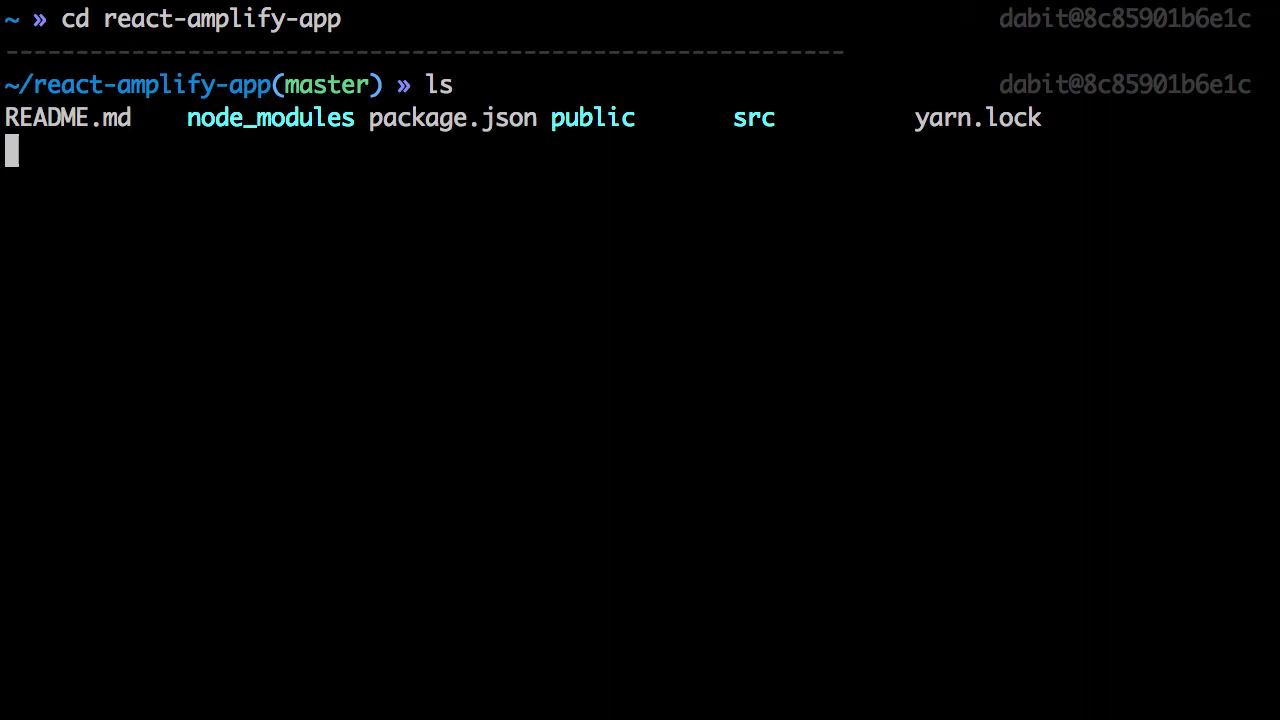 ~ » cd react-amplify-app dabit@8c85901b6e1c
------------------------------------------------------------
~/react-amplify-app(master) » ls dabit@8c85901b6e1c
README.md node_modules package.json public src yarn.lock